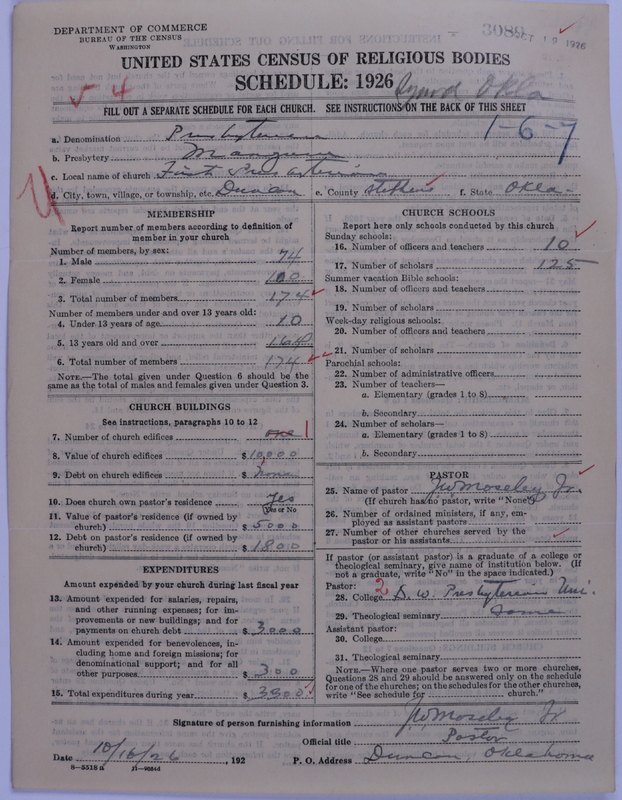 DEPARTMENT OF COMMERCE
BUREAU OF THE CENSUS
WASHINGTON
3089
OCT 19 1926
UNITED STATES CENSUS OF RELIGIOUS BODIES
SCHEDULE: 1926
Okla
5 4
FILL OUT A SEPARATE SCHEDULE FOR EACH CHURCH. SEE INSTRUCTIONS ON THE BACK OF THIS SHEET
1-6-7
a. Denomination Presbyterian
b. Presbytery Mangum
c. Local name of church First Presbyterian
d. City, town, village, or township, etc. Duncan e. County Stephens f. State Okla-
MEMBERSHIP
Report number of members according to definition of member in your church
Number of members, by sex:
1. Male 74
2. Female 100
3. Total number of members 174
Number of members under and over 13 years old:
4. Under 13 years of age 10
5. 13 years old and over 164
6. Total number of members 174
NOTE.—The total given under Question 6 should be the same as the total of males and females given under Question 3.
CHURCH BUILDINGS
See instructions, paragraphs 10 to 12
7. Number of church edifices one 1
8. Value of church edifices $ 10,000
9. Debt on church edifices $ none
10. Does church own pastor's residence Yes
Yes or No
11. Value of pastor's residence (if owned by church) $ 5000
12. Debt on pastor's residence (if owned by church) $ 1800
EXPENDITURES
Amount expended by your church during last fiscal year
13. Amount expended for salaries, repairs, and other running expenses; for improvements or new buildings; and for payments on church debt $ 3000
14. Amount expended for benevolences, including home and foreign missions; for denominational support; and for all other purposes $ 300
15. Total expenditures during year $ 3300
CHURCH SCHOOLS
Report here only schools conducted by this church
Sunday schools:
16. Number of officers and teachers 10
17. Number of scholars 125
Summer vacation Bible schools:
18. Number of officers and teachers
19. Number of scholars
Week-day religious schools:
20. Number of officers and teachers
21. Number of scholars
Parochial schools:
22. Number of administrative officers
23. Number of teachers—
a. Elementary (grades 1 to 8)
b. Secondary
24. Number of scholars—
a. Elementary (grades 1 to 8)
b. Secondary
PASTOR
25. Name of pastor JW Moseley Jr.
(If church has no pastor, write "None")
26. Number of ordained ministers, if any, employed as assistant pastors
27. Number of other churches served by the pastor or his assistants
If pastor (or assistant pastor) is a graduate of a college or theological seminary, give name of institution below. (If not a graduate, write "No" in the space indicated.)
Pastor: 2
28. College S.W. Presbyterian Uni.
29. Theological seminary Same
Assistant pastor:
30. College
31. Theological seminary
NOTE.—Where one pastor serves two or more churches, Questions 28 and 29 should be answered only on the schedule for one of the churches; on the schedules for the other churches, write "See schedule for church."
Signature of person furnishing information JW Moseley Jr
Official title Pastor
Date 10/16/26, 192 P. O. Address Duncan, Oklahoma
8-5518 a 11-9664